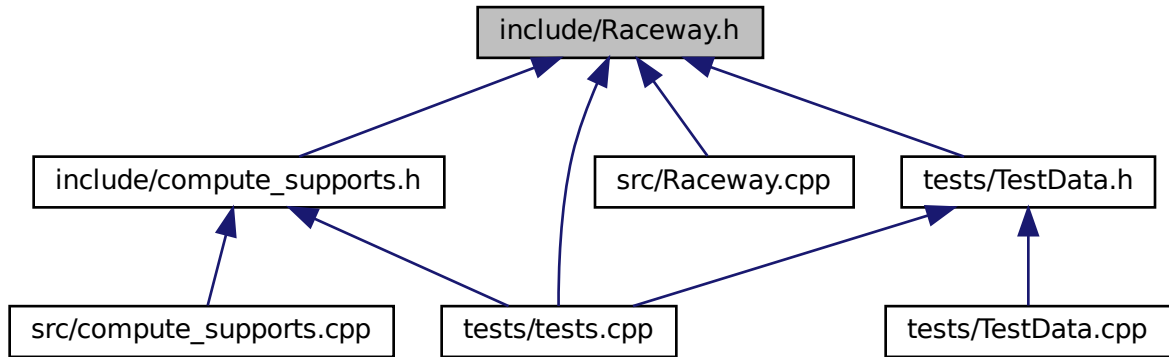 include/Raceway.h
include/compute_supports.h
src/Raceway.cpp
tests/TestData.h
src/compute_supports.cpp
tests/tests.cpp
tests/TestData.cpp